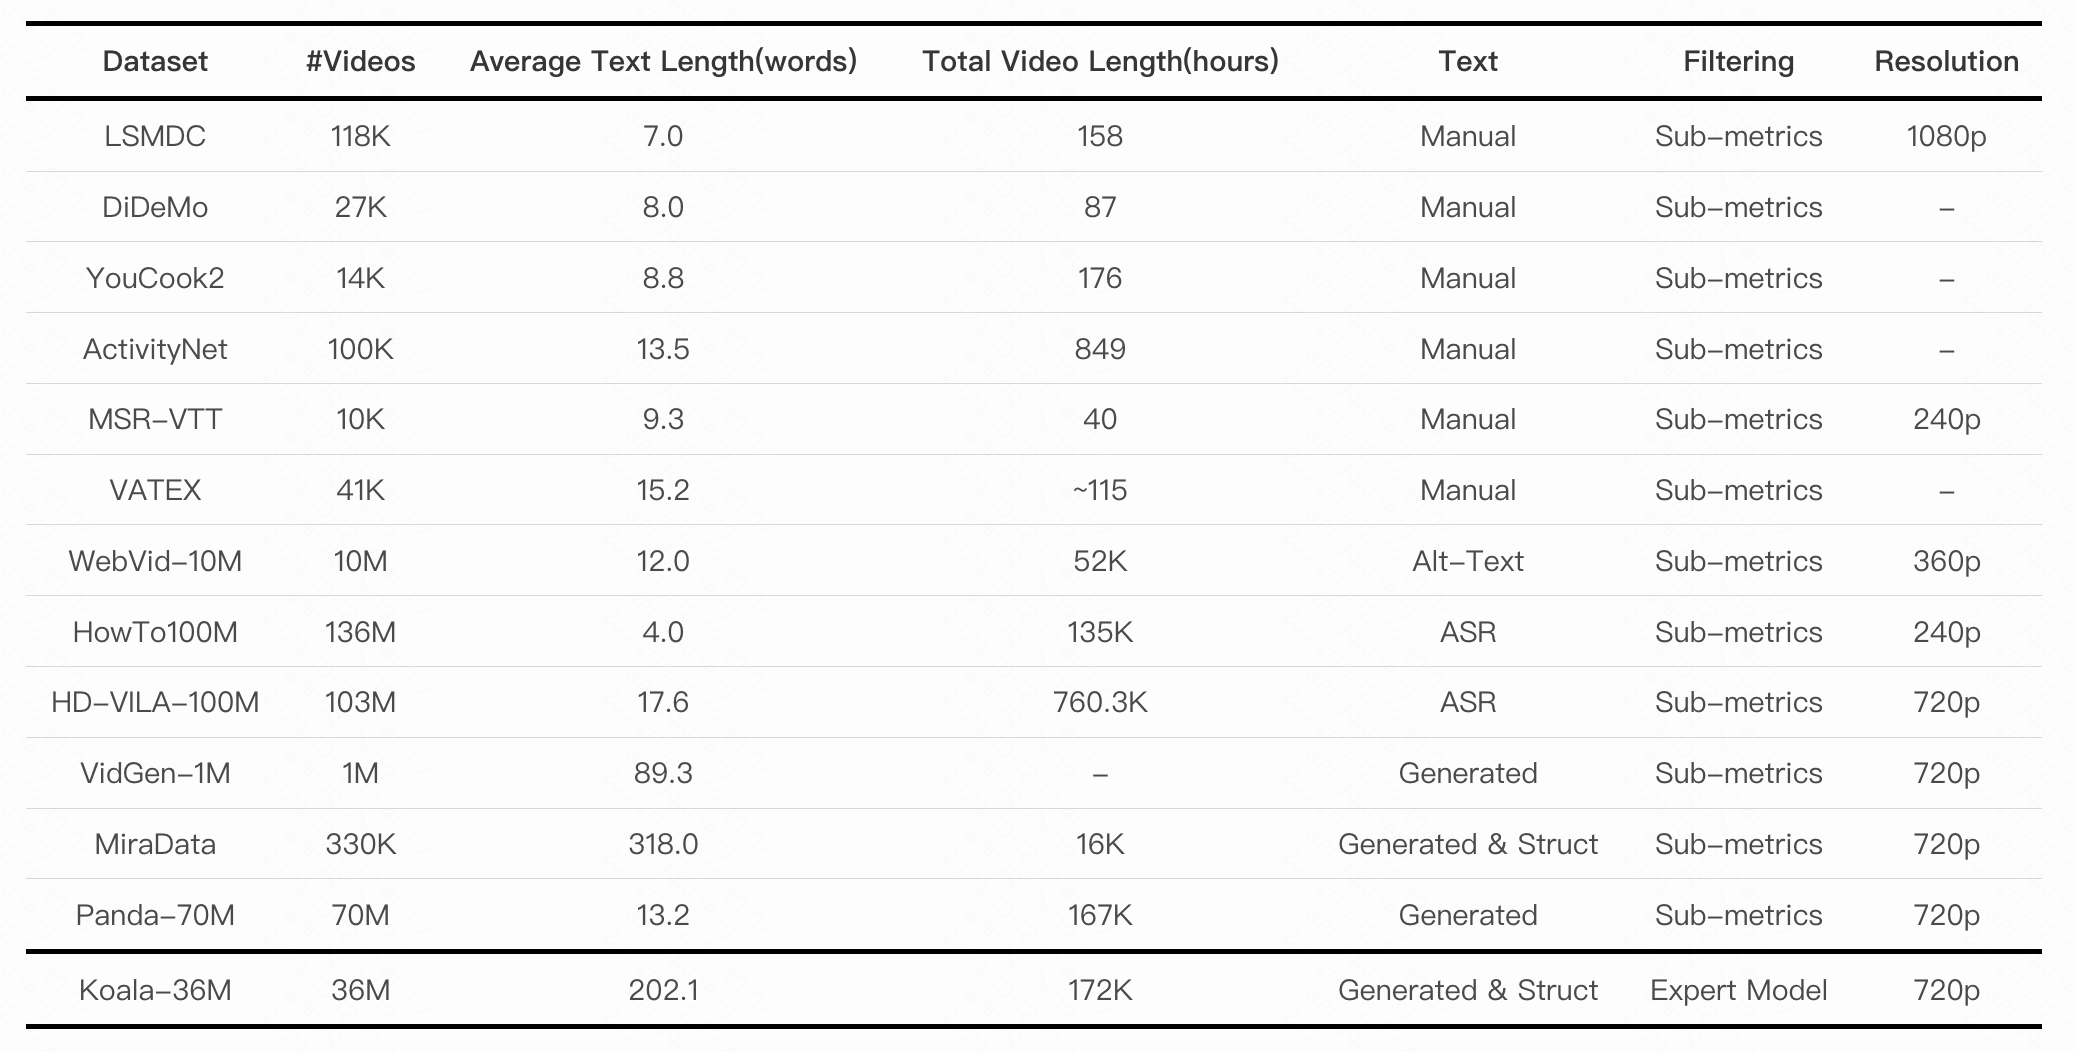 Dataset #Videos Average Text Length(words) Total Video Length(hours) Text Filtering Resolution
LSMDC 118K 7.0 158 Manual Sub-metrics 1080p
DiDeMo 27K 8.0 87 Manual Sub-metrics –
YouCook2 14K 8.8 176 Manual Sub-metrics –
ActivityNet 100K 13.5 849 Manual Sub-metrics –
MSR-VTT 10K 9.3 40 Manual Sub-metrics 240p
VATEX 41K 15.2 ~115 Manual Sub-metrics –
WebVid-10M 10M 12.0 52K Alt-Text Sub-metrics 360p
HowTo100M 136M 4.0 135K ASR Sub-metrics 240p
HD-VILA-100M 103M 17.6 760.3K ASR Sub-metrics 720p
VidGen-1M 1M 89.3 – Generated Sub-metrics 720p
MiraData 330K 318.0 16K Generated & Struct Sub-metrics 720p
Panda-70M 70M 13.2 167K Generated Sub-metrics 720p
Koala-36M 36M 202.1 172K Generated & Struct Expert Model 720p